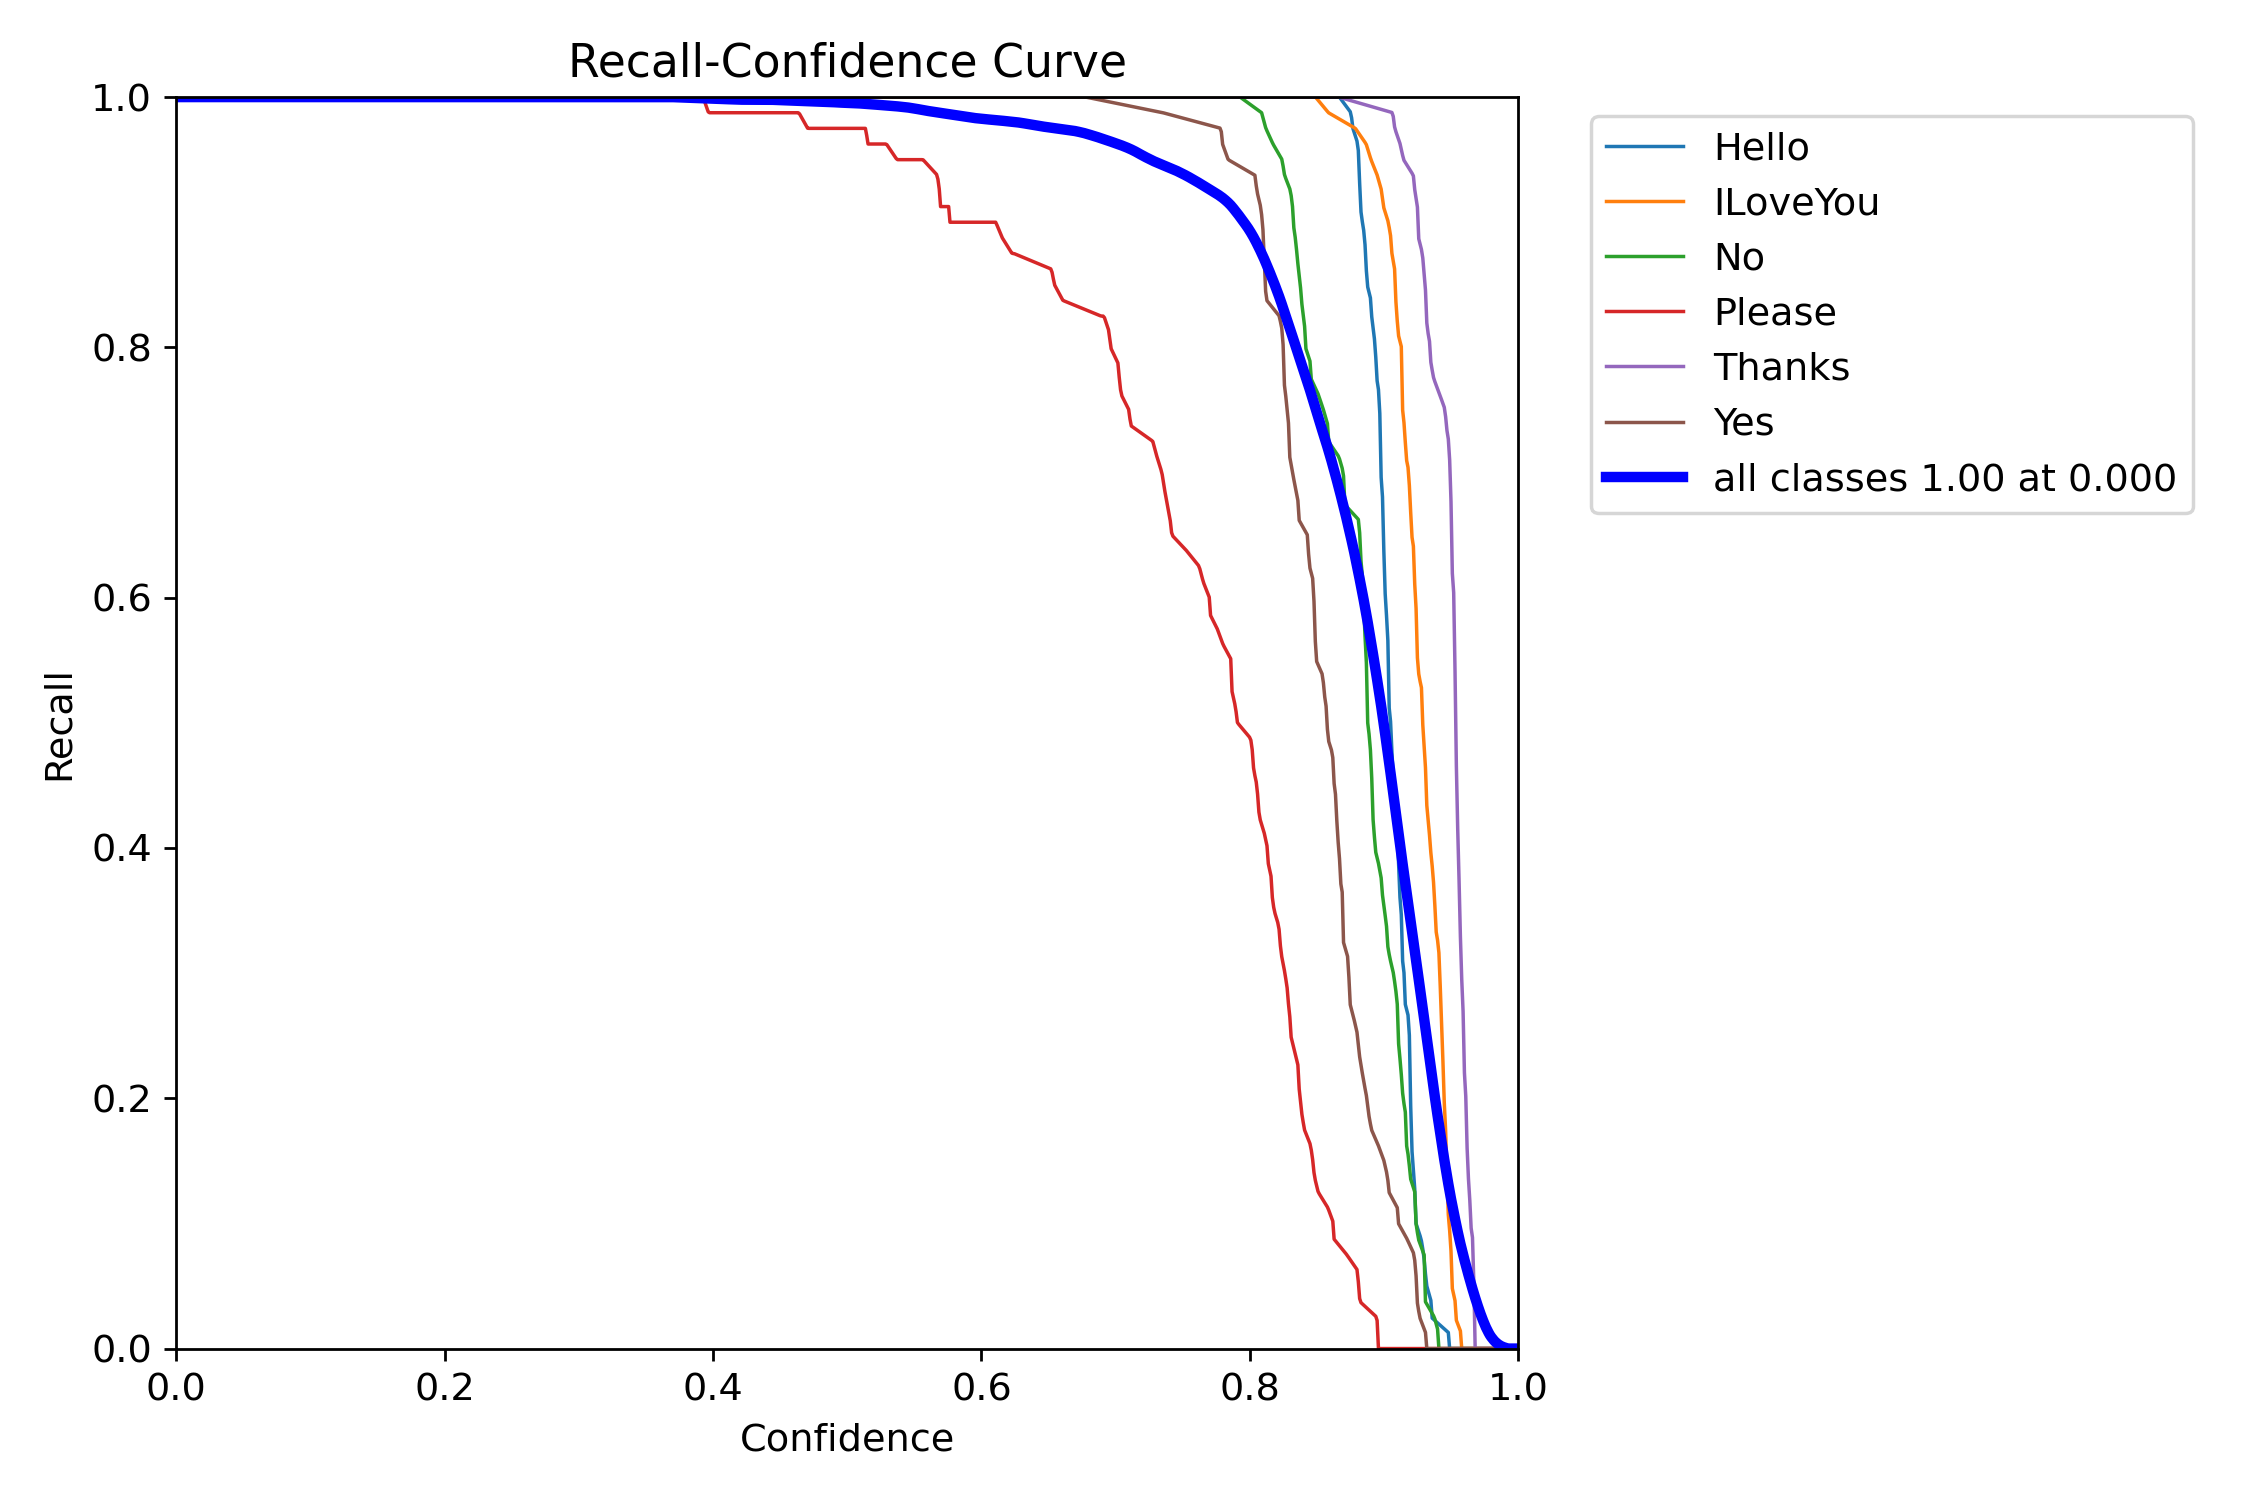 Recall-Confidence Curve
1.0
0.8
0.6
0.4
0.2
0.0
Recall
0.0 0.2 0.4 0.6 0.8 1.0
Confidence
Hello
ILoveYou
No
Please
Thanks
Yes
all classes 1.00 at 0.000